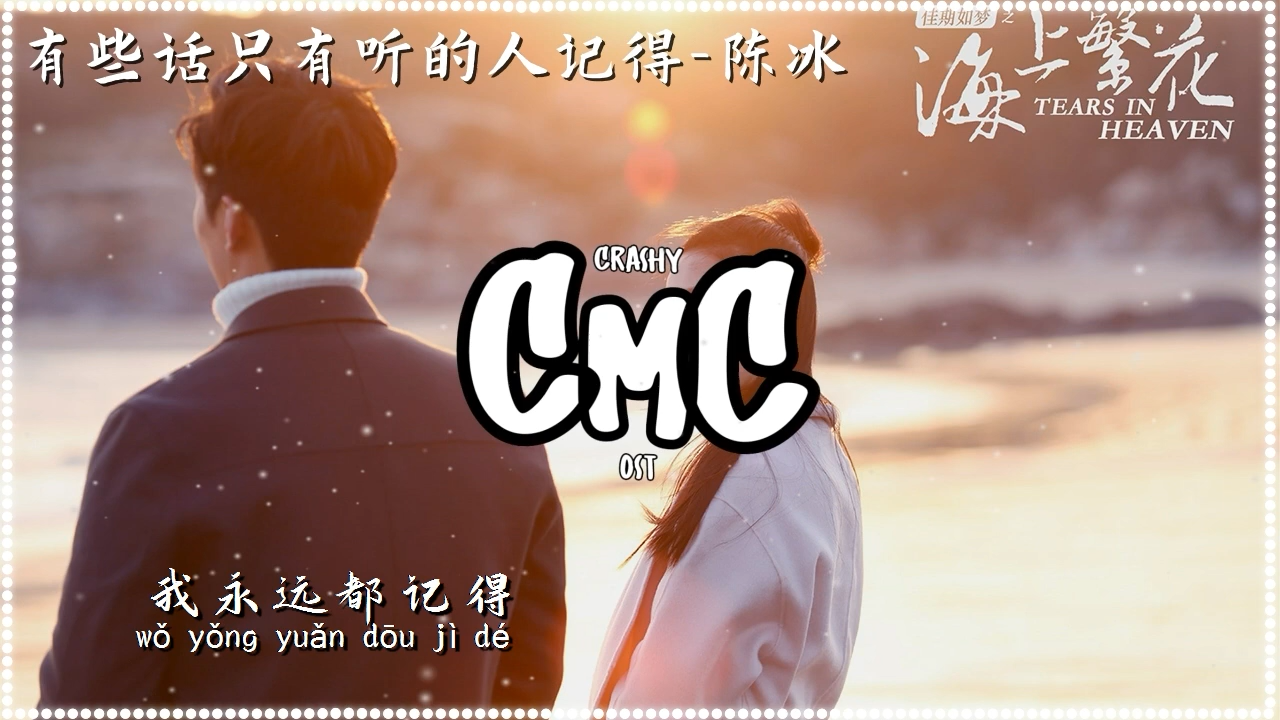 有些话只有听的人记得-陈冰
佳期如梦之
海上繁花
TEARS IN
HEAVEN
CRASHY
CMC
OST
我永远都记得
wǒ yǒng yuǎn dōu jì dé